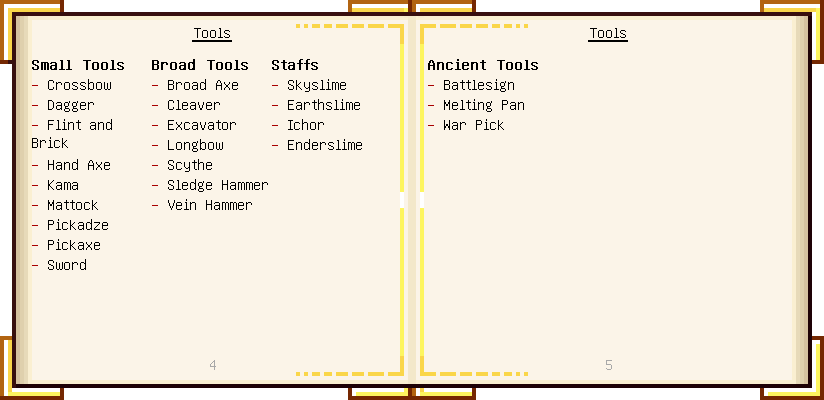 Tools
Small Tools
- Crossbow
- Dagger
- Flint and
Brick
- Hand Axe
- Kama
- Mattock
- Pickadze
- Pickaxe
- Sword
Broad Tools
- Broad Axe
- Cleaver
- Excavator
- Longbow
- Scythe
- Sledge Hammer
- Vein Hammer
Staffs
- Skyslime
- Earthslime
- Ichor
- Enderslime
4
Tools
Ancient Tools
- Battlesign
- Melting Pan
- War Pick
5